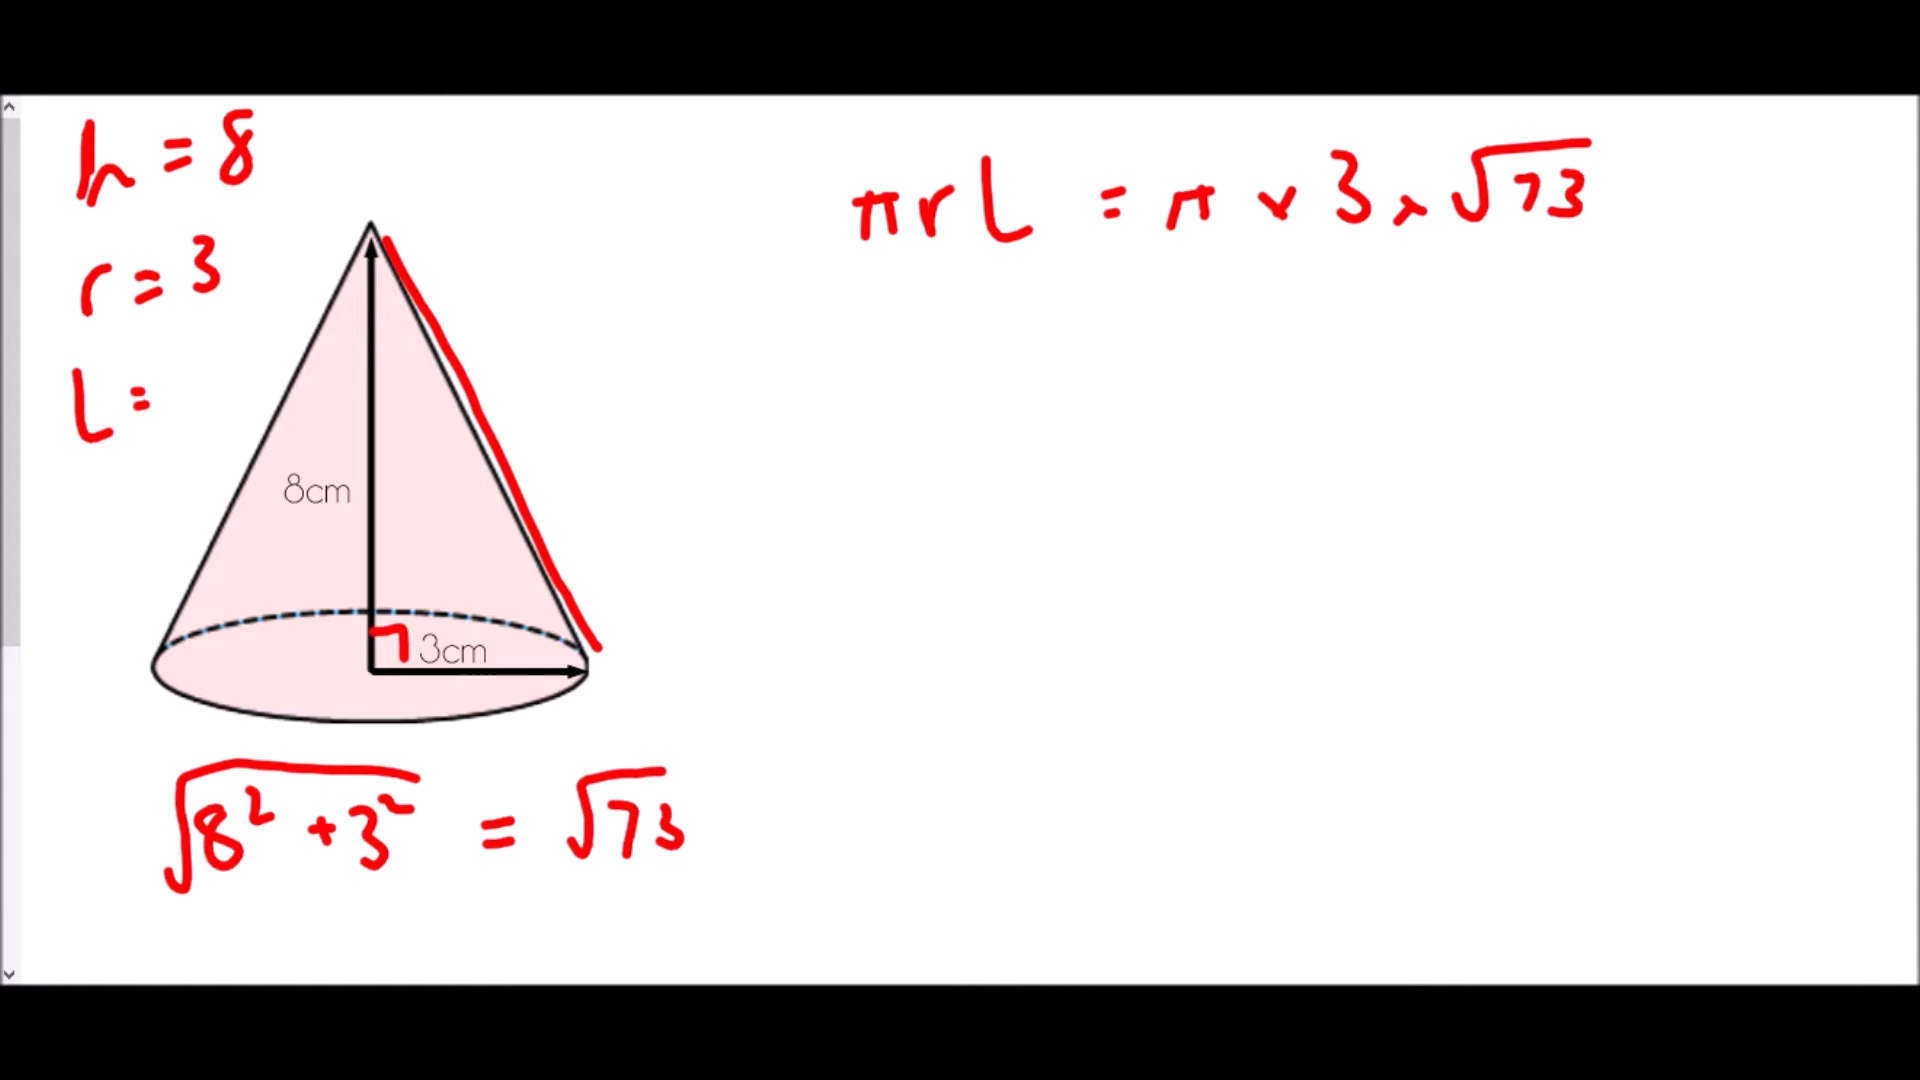 h = 8
r = 3
L =
8cm
3cm
√(8² + 3²) = √73
πrL = π × 3 × √73